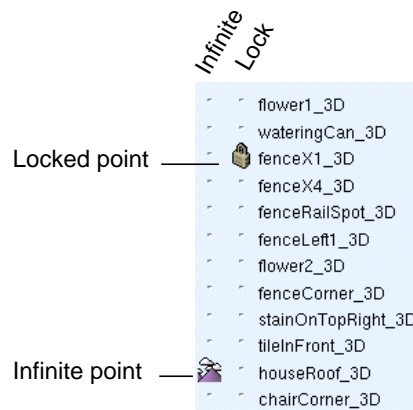 Infinite
Lock
flower1_3D
wateringCan_3D
Locked point
fenceX1_3D
fenceX4_3D
fenceRailSpot_3D
fenceLeft1_3D
flower2_3D
fenceCorner_3D
stainOnTopRight_3D
tileInFront_3D
Infinite point
houseRoof_3D
chairCorner_3D